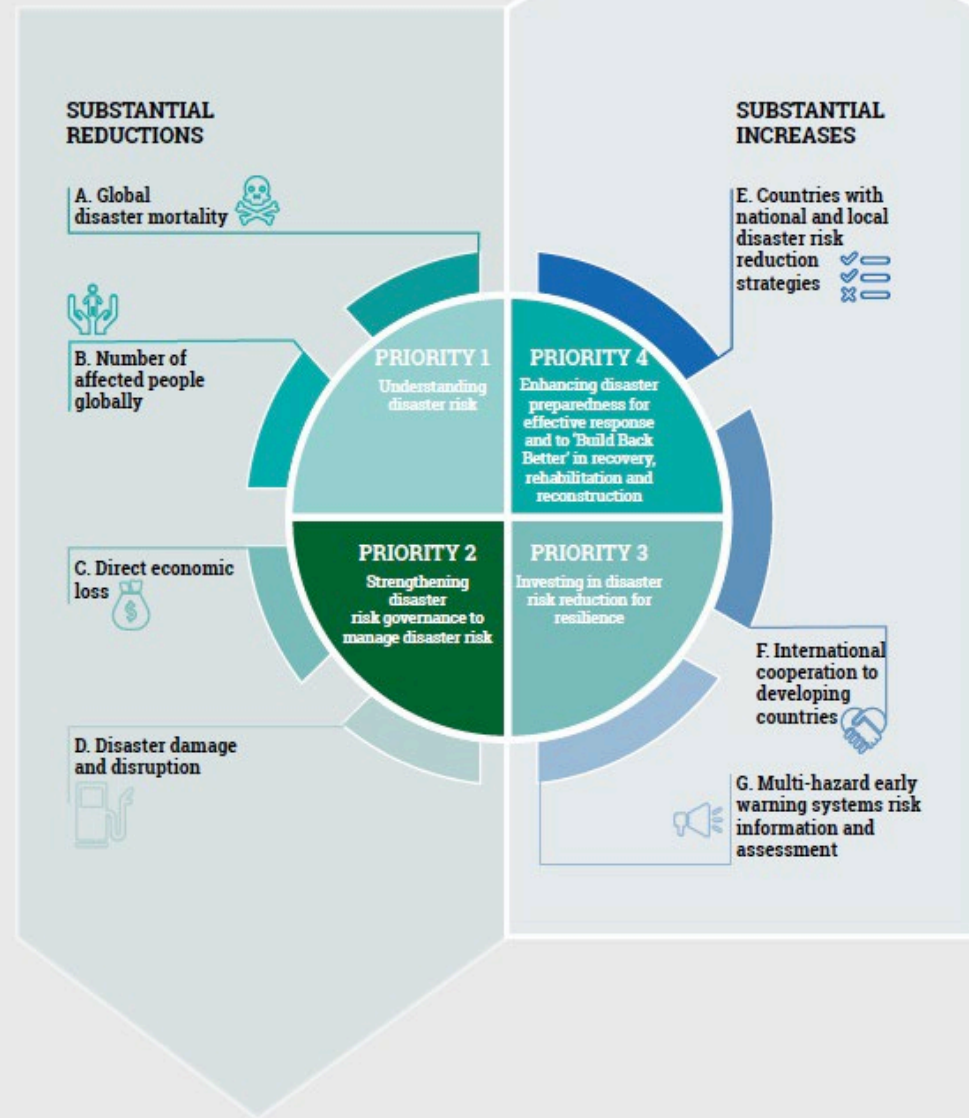 SUBSTANTIAL
REDUCTIONS
A. Global
disaster mortality
B. Number of
affected people
globally
C. Direct economic
loss
$
D. Disaster damage
and disruption
PRIORITY 1
Understanding
disaster risk
PRIORITY 4
Enhancing disaster
preparedness for
effective response
and to 'Build Back
Better' in recovery,
rehabilitation and
reconstruction
PRIORITY 2
Strengthening
disaster
risk governance to
manage disaster risk
PRIORITY 3
Investing in disaster
risk reduction for
resilience
SUBSTANTIAL
INCREASES
E. Countries with
national and local
disaster risk
reduction
strategies
F. International
cooperation to
developing
countries
G. Multi-hazard early
warning systems risk
information and
assessment